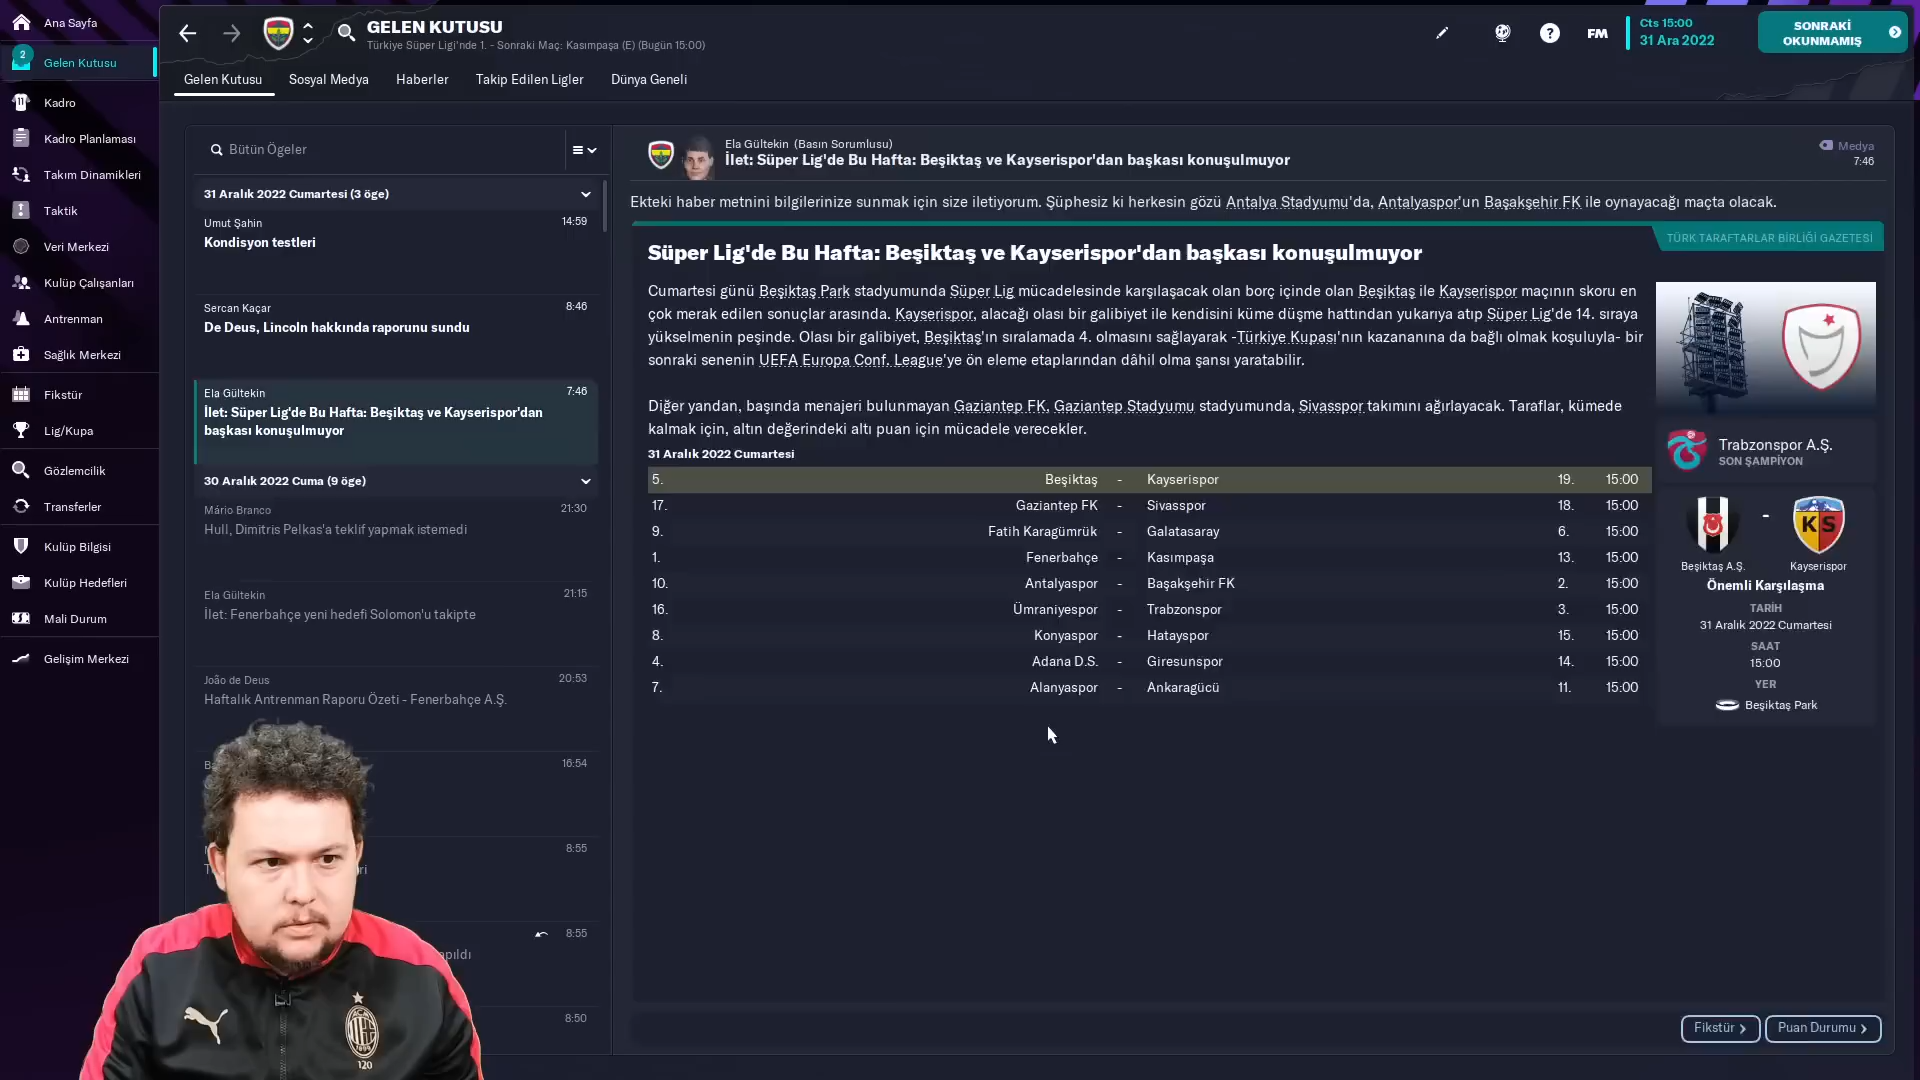 Ana Sayfa
2
Gelen Kutusu
Kadro
Kadro Planlaması
Takım Dinamikleri
Taktik
Veri Merkezi
Kulüp Çalışanları
Antrenman
Sağlık Merkezi
Fikstür
Lig/Kupa
Gözlemcilik
Transferler
Kulüp Bilgisi
Kulüp Hedefleri
Mali Durum
Gelişim Merkezi
GELEN KUTUSU
Türkiye Süper Ligi'nde 1. - Sonraki Maç: Kasımpaşa (E) (Bugün 15:00)
FM
Cts 15:00
31 Ara 2022
SONRAKİ
OKUNMAMIŞ
Gelen Kutusu
Sosyal Medya
Haberler
Takip Edilen Ligler
Dünya Geneli
Bütün Ögeler
31 Aralık 2022 Cumartesi (3 öge)
Umut Şahin 14:59
Kondisyon testleri
Sercan Kaçar 8:46
De Deus, Lincoln hakkında raporunu sundu
Ela Gültekin 7:46
İlet: Süper Lig'de Bu Hafta: Beşiktaş ve Kayserispor'dan
başkası konuşulmuyor
30 Aralık 2022 Cuma (9 öge)
Mário Branco 21:30
Hull, Dimitris Pelkas'a teklif yapmak istemedi
Ela Gültekin 21:15
İlet: Fenerbahçe yeni hedefi Solomon'u takipte
João de Deus 20:53
Haftalık Antrenman Raporu Özeti - Fenerbahçe A.Ş.
16:54
8:55
8:55
8:50
Ela Gültekin (Basın Sorumlusu)
İlet: Süper Lig'de Bu Hafta: Beşiktaş ve Kayserispor'dan başkası konuşulmuyor
Medya
7:46
Ekteki haber metnini bilgilerinize sunmak için size iletiyorum. Şüphesiz ki herkesin gözü Antalya Stadyumu'da, Antalyaspor'un Başakşehir FK ile oynayacağı maçta olacak.
TÜRK TARAFTARLAR BİRLİĞİ GAZETESİ
Süper Lig'de Bu Hafta: Beşiktaş ve Kayserispor'dan başkası konuşulmuyor
Cumartesi günü Beşiktaş Park stadyumunda Süper Lig mücadelesinde karşılaşacak olan borç içinde olan Beşiktaş ile Kayserispor maçının skoru en
çok merak edilen sonuçlar arasında. Kayserispor, alacağı olası bir galibiyet ile kendisini küme düşme hattından yukarıya atıp Süper Lig'de 14. sıraya
yükselmenin peşinde. Olası bir galibiyet, Beşiktaş'ın sıralamada 4. olmasını sağlayarak -Türkiye Kupası'nın kazananına da bağlı olmak koşuluyla- bir
sonraki senenin UEFA Europa Conf. League'ye ön eleme etaplarından dâhil olma şansı yaratabilir.
Diğer yandan, başında menajeri bulunmayan Gaziantep FK, Gaziantep Stadyumu stadyumunda, Sivasspor takımını ağırlayacak. Taraflar, kümede
kalmak için, altın değerindeki altı puan için mücadele verecekler.
31 Aralık 2022 Cumartesi
5. Beşiktaş - Kayserispor 19. 15:00
17. Gaziantep FK - Sivasspor 18. 15:00
9. Fatih Karagümrük - Galatasaray 6. 15:00
1. Fenerbahçe - Kasımpaşa 13. 15:00
10. Antalyaspor - Başakşehir FK 2. 15:00
16. Ümraniyespor - Trabzonspor 3. 15:00
8. Konyaspor - Hatayspor 15. 15:00
4. Adana D.S. - Giresunspor 14. 15:00
7. Alanyaspor - Ankaragücü 11. 15:00
Trabzonspor A.Ş.
SON ŞAMPİYON
-
KS
Beşiktaş A.Ş.
Kayserispor
Önemli Karşılaşma
TARİH
31 Aralık 2022 Cumartesi
SAAT
15:00
YER
Beşiktaş Park
Fikstür
Puan Durumu
ACM
1899
120